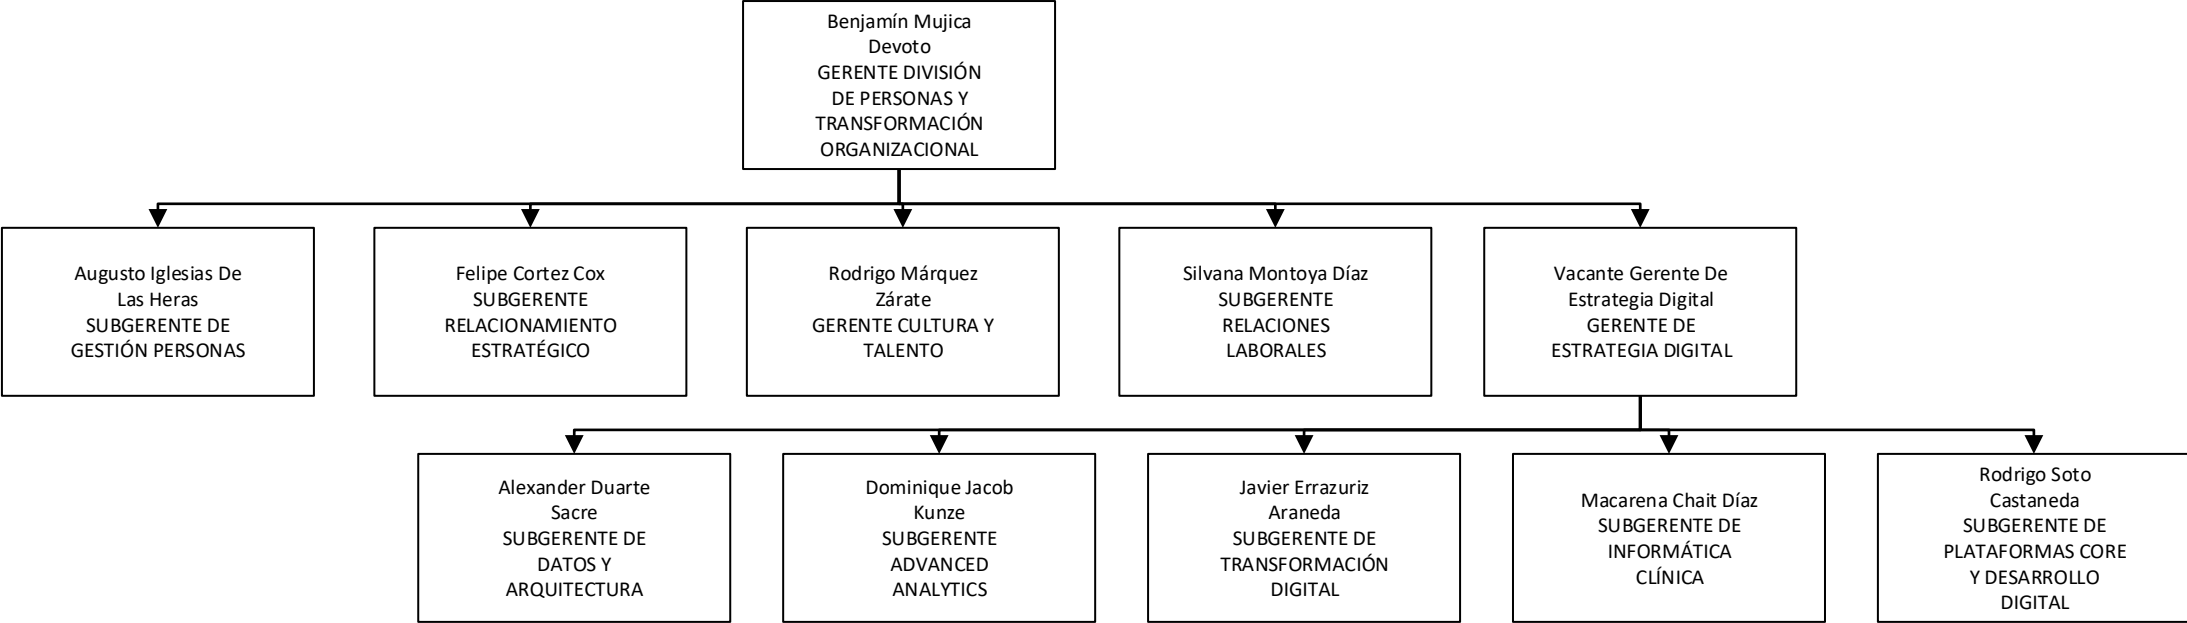 Benjamín Mujica
Devoto
GERENTE DIVISIÓN
DE PERSONAS Y
TRANSFORMACIÓN
ORGANIZACIONAL
Augusto Iglesias De
Las Heras
SUBGERENTE DE
GESTIÓN PERSONAS
Felipe Cortez Cox
SUBGERENTE
RELACIONAMIENTO
ESTRATÉGICO
Rodrigo Márquez
Zárate
GERENTE CULTURA Y
TALENTO
Silvana Montoya Díaz
SUBGERENTE
RELACIONES
LABORALES
Vacante Gerente De
Estrategia Digital
GERENTE DE
ESTRATEGIA DIGITAL
Alexander Duarte
Sacre
SUBGERENTE DE
DATOS Y
ARQUITECTURA
Dominique Jacob
Kunze
SUBGERENTE
ADVANCED
ANALYTICS
Javier Errazuriz
Araneda
SUBGERENTE DE
TRANSFORMACIÓN
DIGITAL
Macarena Chait Díaz
SUBGERENTE DE
INFORMÁTICA
CLÍNICA
Rodrigo Soto
Castaneda
SUBGERENTE DE
PLATAFORMAS CORE
Y DESARROLLO
DIGITAL